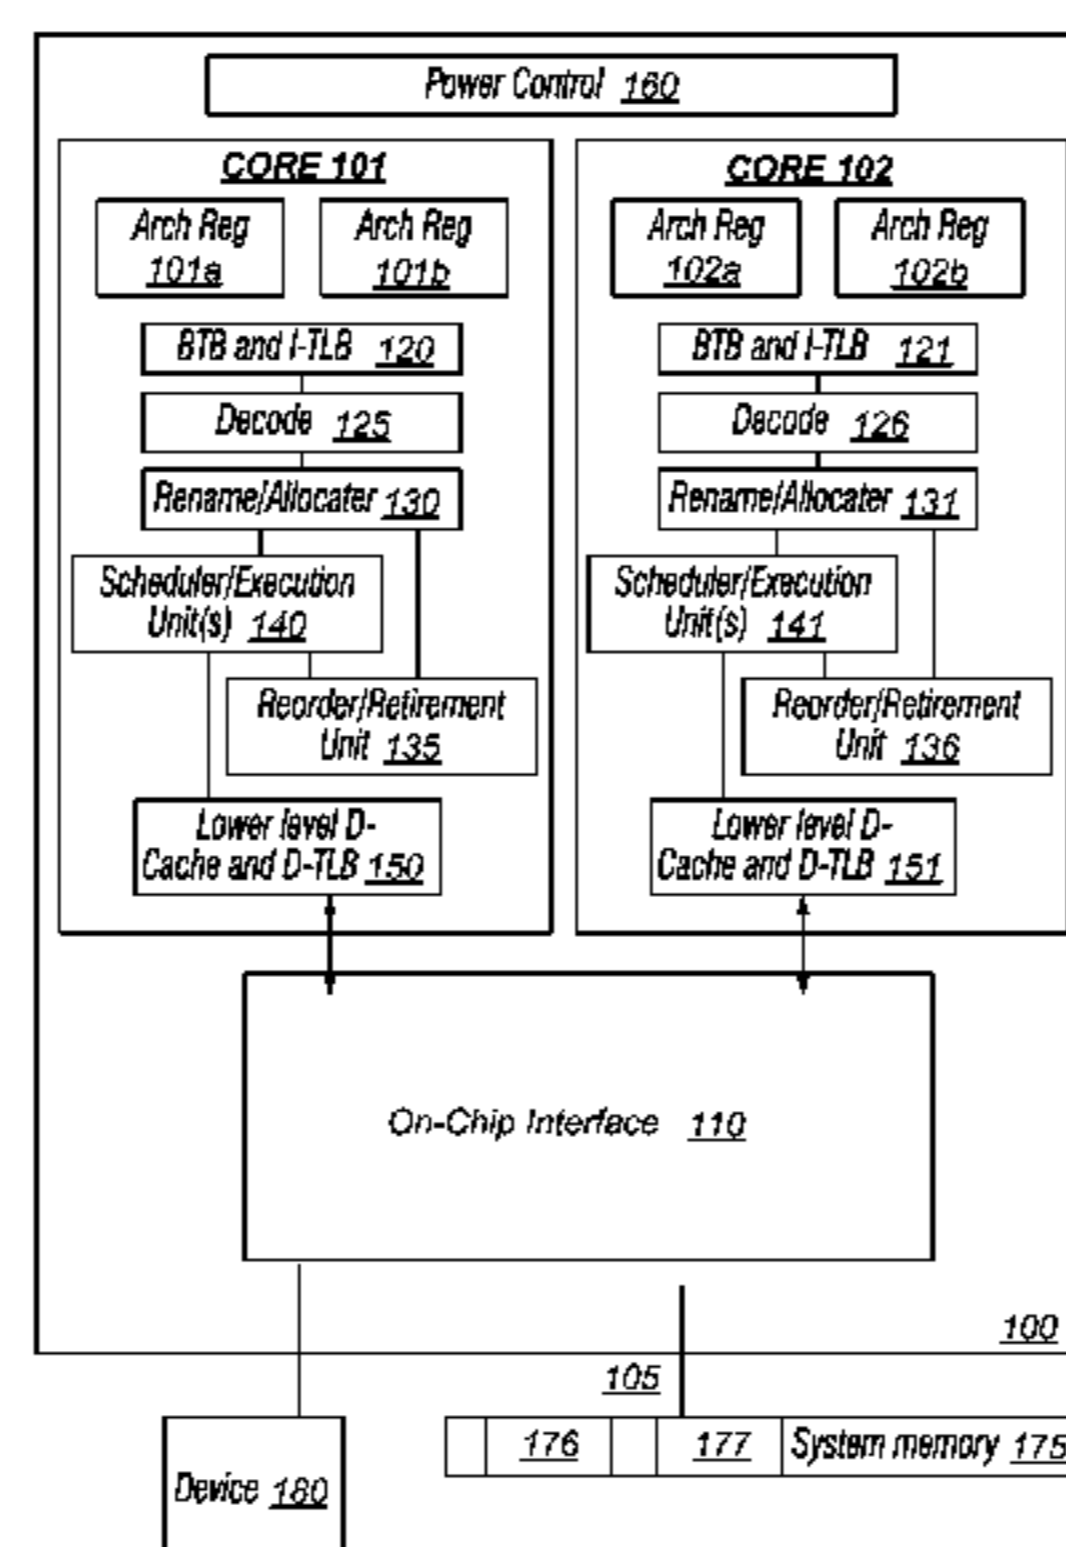 Power Control 160
CORE 101
Arch Reg
101a
Arch Reg
101b
BTB and I-TLB 120
Decode 125
Rename/Allocater 130
Scheduler/Execution
Unit(s) 140
Reorder/Retirement
Unit 135
Lower level D-
Cache and D-TLB 150
CORE 102
Arch Reg
102a
Arch Reg
102b
BTB and I-TLB 121
Decode 126
Rename/Allocater 131
Scheduler/Execution
Unit(s) 141
Reorder/Retirement
Unit 136
Lower level D-
Cache and D-TLB 151
On-Chip Interface 110
100
105
176 177 System memory 175
Device 180